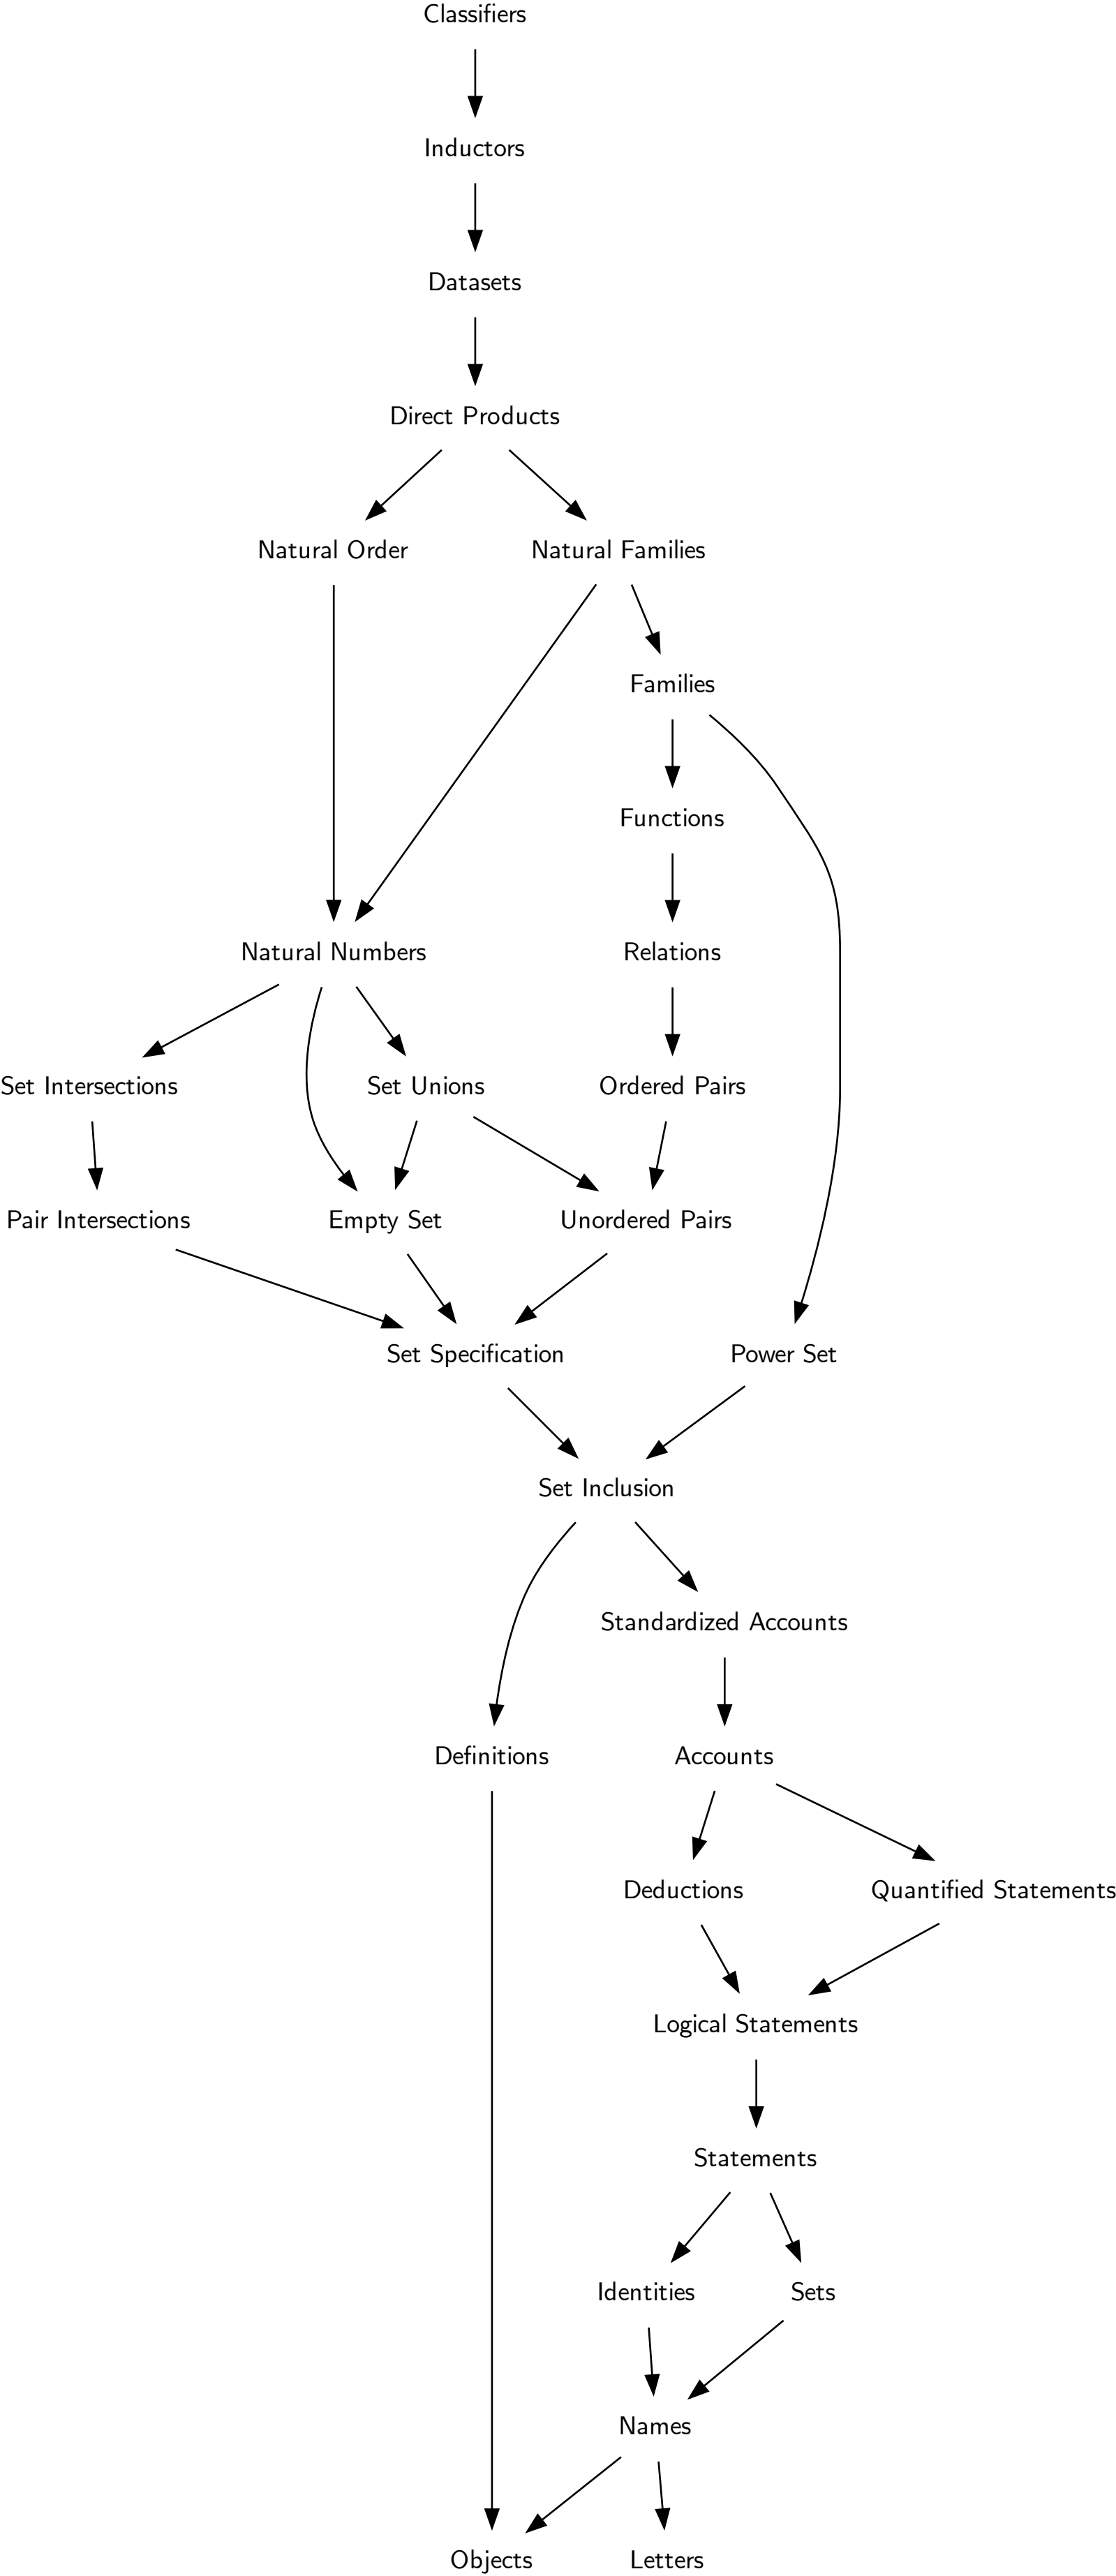 Classifiers
Inductors
Datasets
Direct Products
Natural Order
Natural Families
Families
Functions
Natural Numbers
Relations
Set Intersections
Set Unions
Ordered Pairs
Pair Intersections
Empty Set
Unordered Pairs
Set Specification
Power Set
Set Inclusion
Standardized Accounts
Definitions
Accounts
Deductions
Quantified Statements
Logical Statements
Statements
Identities
Sets
Names
Objects
Letters